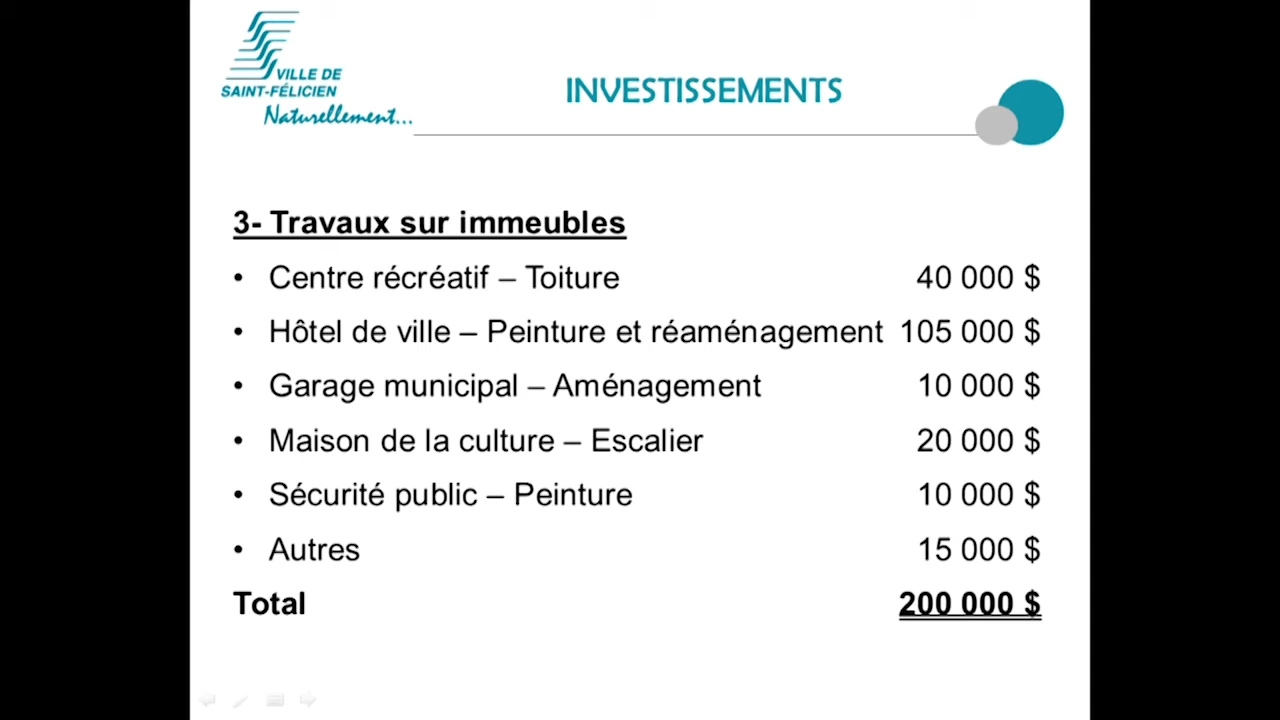 VILLE DE
SAINT-FÉLICIEN
Naturellement...
INVESTISSEMENTS
3- Travaux sur immeubles
• Centre récréatif – Toiture 40 000 $
• Hôtel de ville – Peinture et réaménagement 105 000 $
• Garage municipal – Aménagement 10 000 $
• Maison de la culture – Escalier 20 000 $
• Sécurité public – Peinture 10 000 $
• Autres 15 000 $
Total 200 000 $